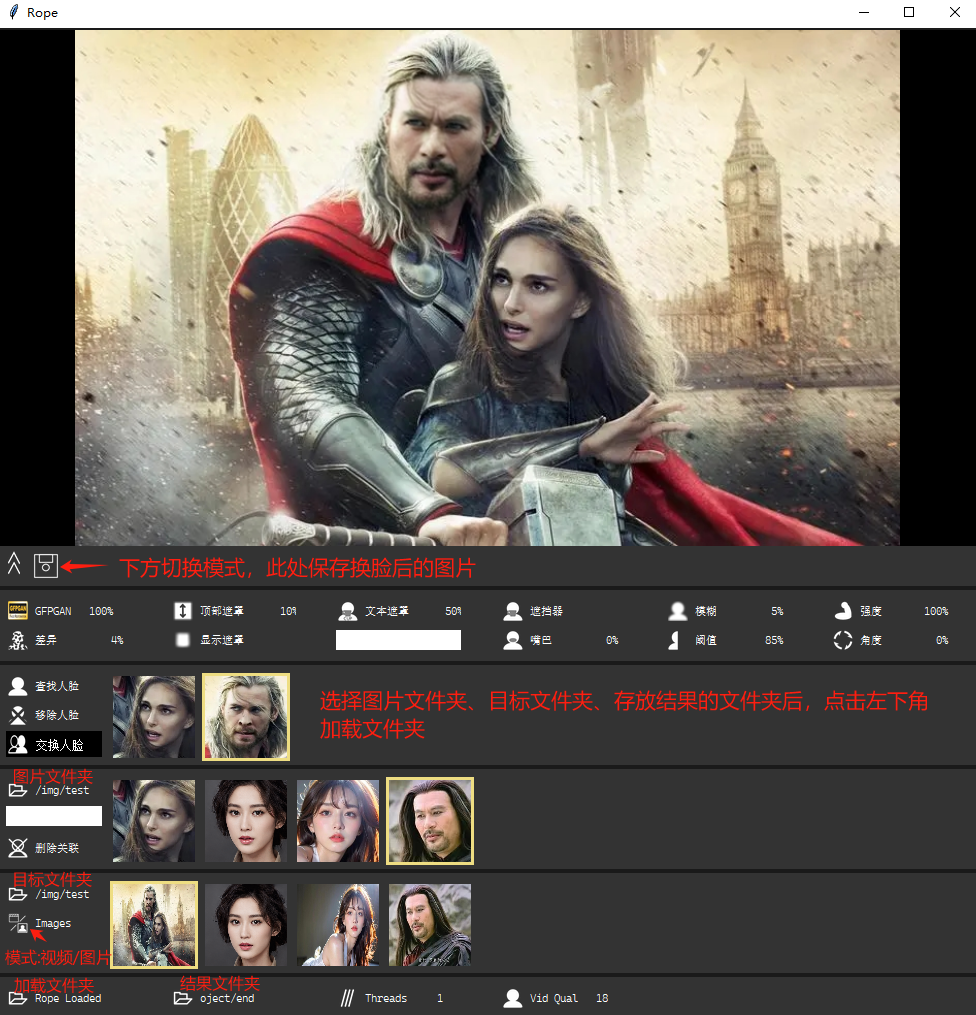 Rope
下方切换模式，此处保存换脸后的图片
GFPGAN 100% 顶部遮罩 10% 文本遮罩 50% 遮挡器 模糊 5% 强度 100%
差异 4% 显示遮罩 嘴巴 0% 阈值 85% 角度 0%
查找人脸
移除人脸
交换人脸
选择图片文件夹、目标文件夹、存放结果的文件夹后，点击左下角
加载文件夹
图片文件夹
/img/test
删除关联
目标文件夹
/img/test
Images
模式:视频/图片
加载文件夹 结果文件夹
Rope Loaded oject/end Threads 1 Vid Qual 18